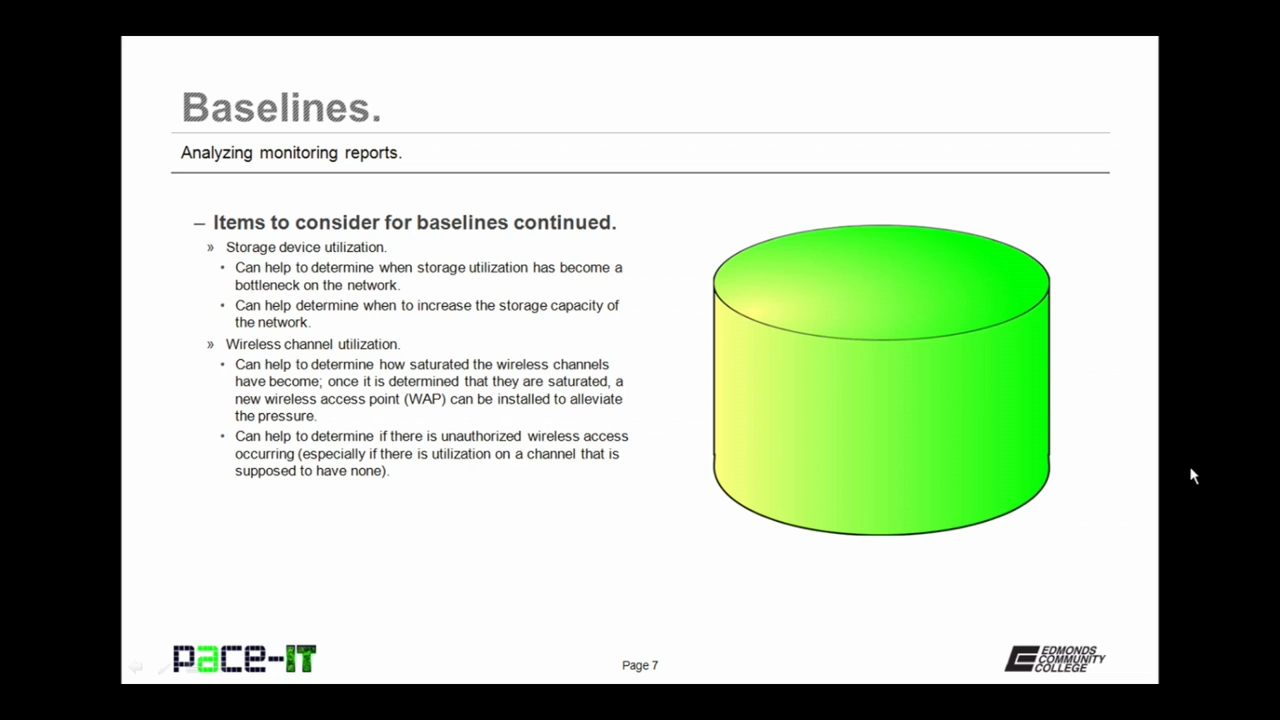 Baselines.
Analyzing monitoring reports.
– Items to consider for baselines continued.
» Storage device utilization.
• Can help to determine when storage utilization has become a
bottleneck on the network.
• Can help determine when to increase the storage capacity of
the network.
» Wireless channel utilization.
• Can help to determine how saturated the wireless channels
have become; once it is determined that they are saturated, a
new wireless access point (WAP) can be installed to alleviate
the pressure.
• Can help to determine if there is unauthorized wireless access
occurring (especially if there is utilization on a channel that is
supposed to have none).
pace-IT
Page 7
EDMONDS
COMMUNITY
COLLEGE